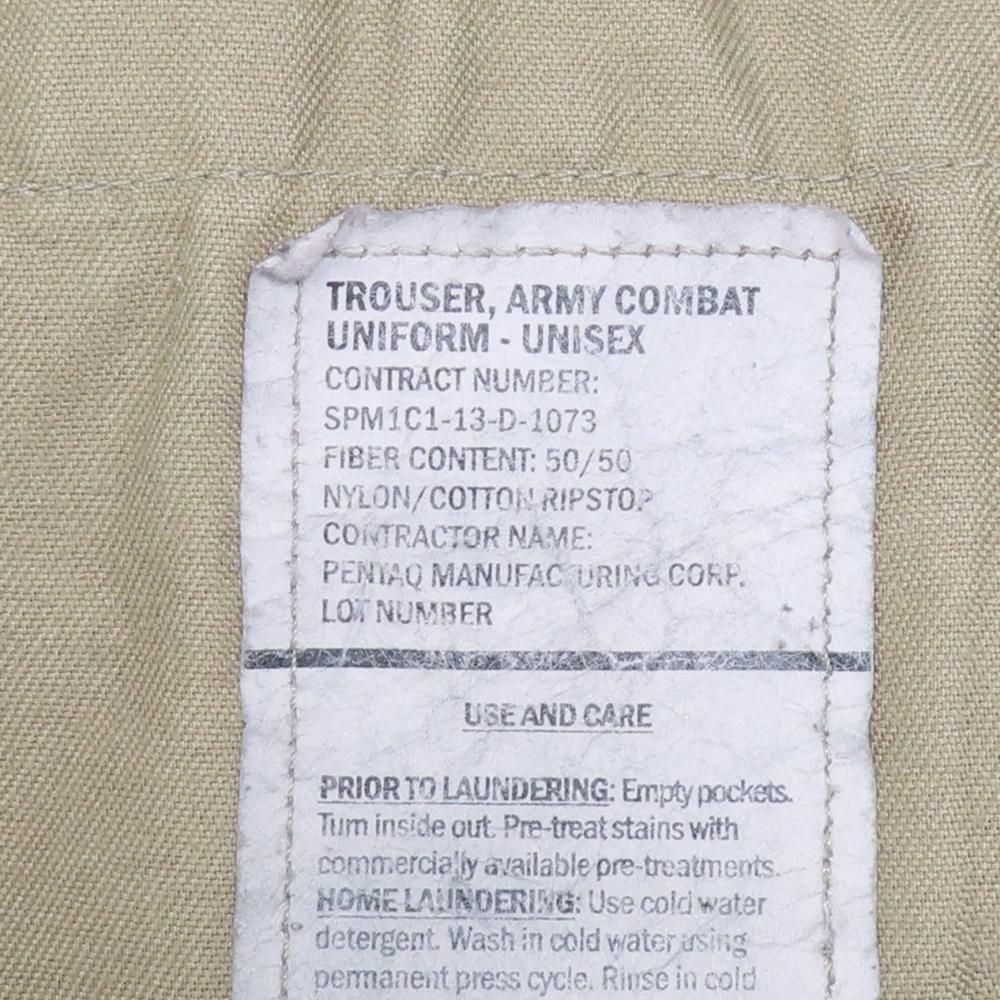 TROUSER, ARMY COMBAT
UNIFORM - UNISEX
CONTRACT NUMBER:
SPM1C1-13-D-1073
FIBER CONTENT: 50/50
NYLON/COTTON RIPSTOP
CONTRACTOR NAME:
PENTAQ MANUFACTURING CORP.
LOT NUMBER
USE AND CARE
PRIOR TO LAUNDERING: Empty pockets.
Turn inside out. Pre-treat stains with
commercially available pre-treatments.
HOME LAUNDERING: Use cold water
detergent. Wash in cold water using
permanent press cycle. Rinse in cold